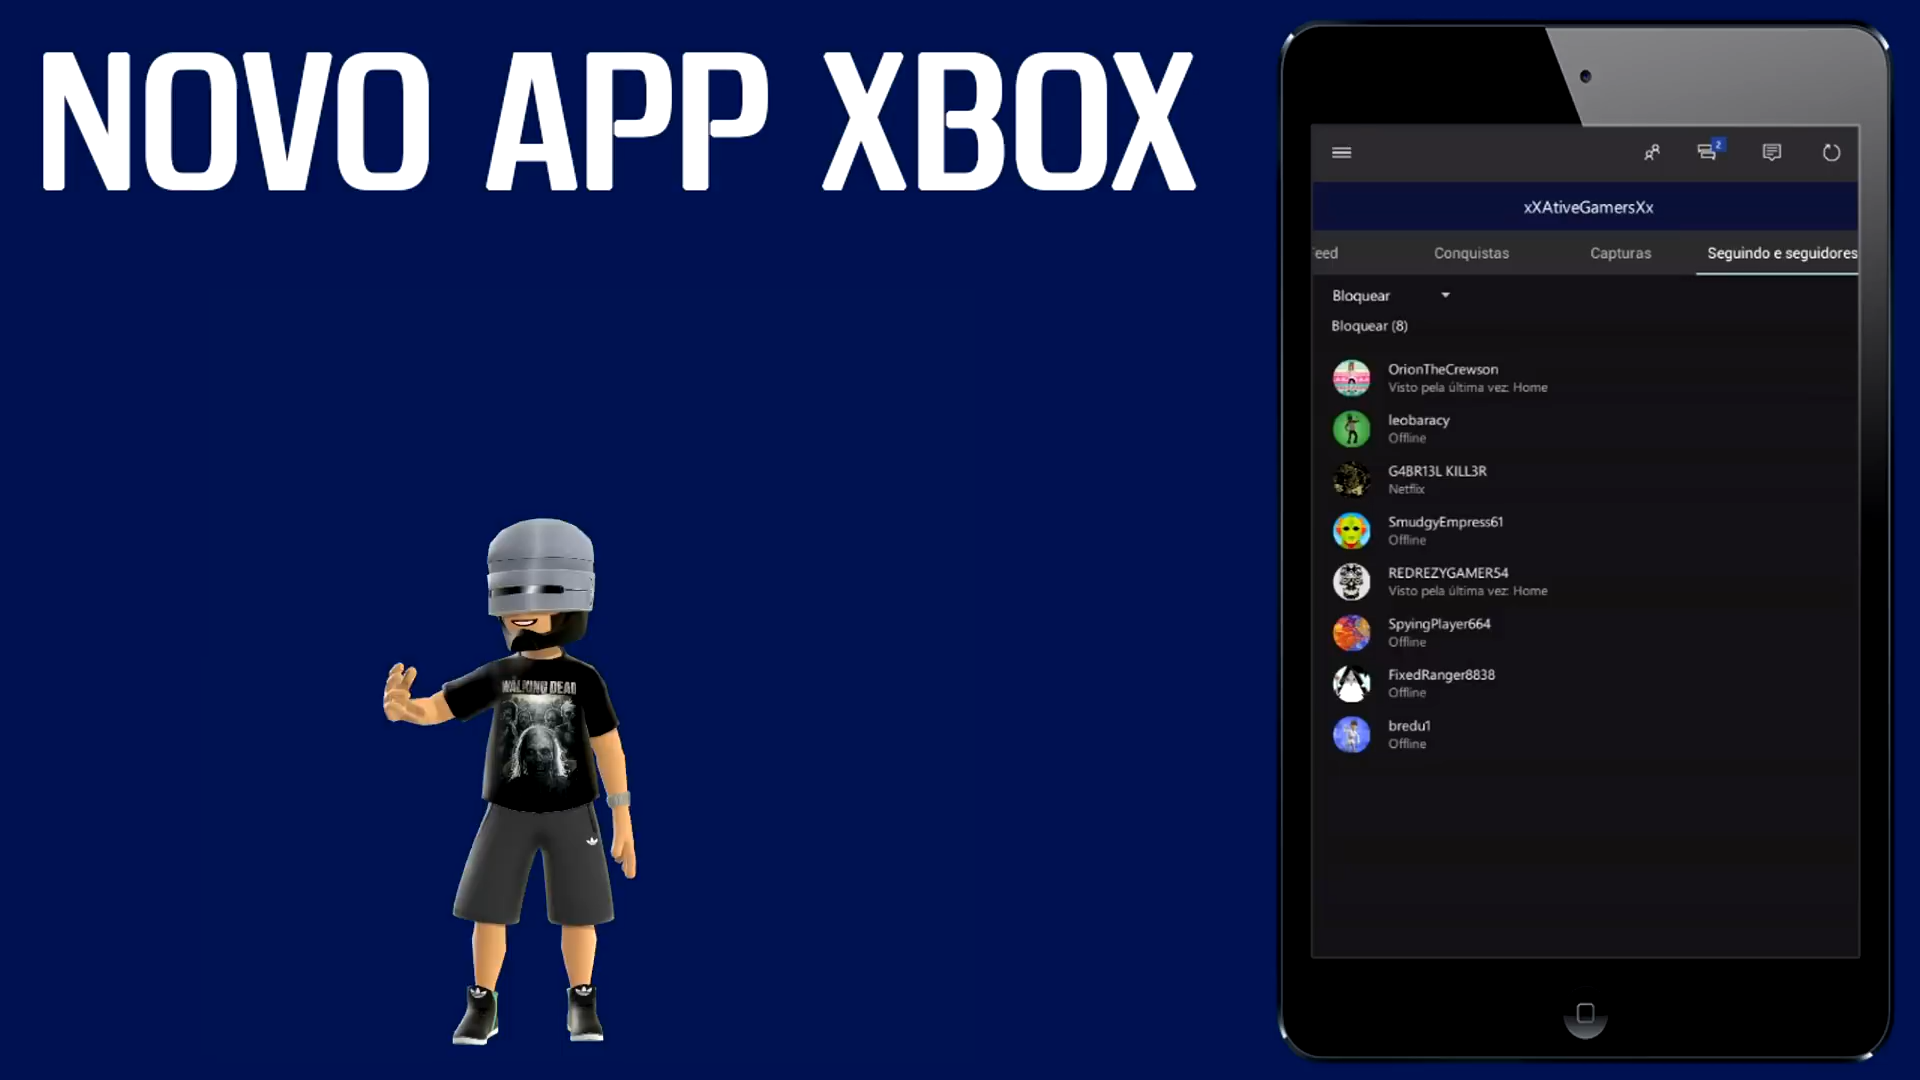 NOVO APP XBOX
WALKING DEAD
2
xXAtiveGamersXx
eed
Conquistas
Capturas
Seguindo e seguidores
Bloquear
Bloquear (8)
OrionTheCrewson
Visto pela última vez: Home
leobaracy
Offline
G4BR13L KILL3R
Netflix
SmudgyEmpress61
Offline
REDREZYGAMER54
Visto pela última vez: Home
SpyingPlayer664
Offline
FixedRanger8838
Offline
bredu1
Offline